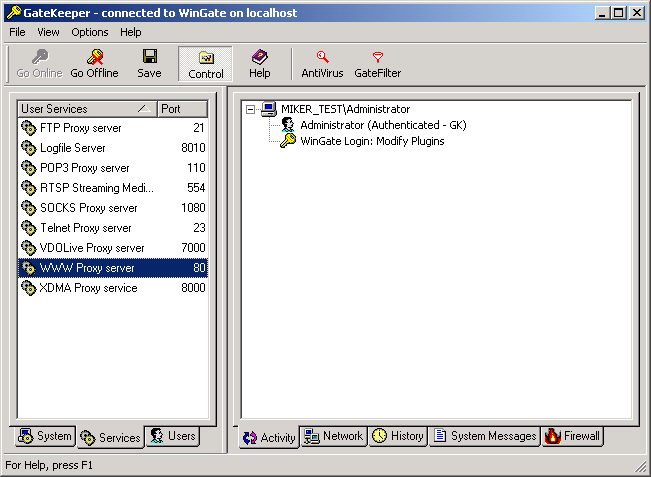 GateKeeper - connected to WinGate on localhost
File View Options Help
Go Online Go Offline Save Control Help AntiVirus GateFilter
User Services Port
FTP Proxy server 21
Logfile Server 8010
POP3 Proxy server 110
RTSP Streaming Medi... 554
SOCKS Proxy server 1080
Telnet Proxy server 23
VDOLive Proxy server 7000
WWW Proxy server 80
XDMA Proxy service 8000
MIKER_TEST\Administrator
Administrator (Authenticated - GK)
WinGate Login: Modify Plugins
System Services Users
Activity Network History System Messages Firewall
For Help, press F1